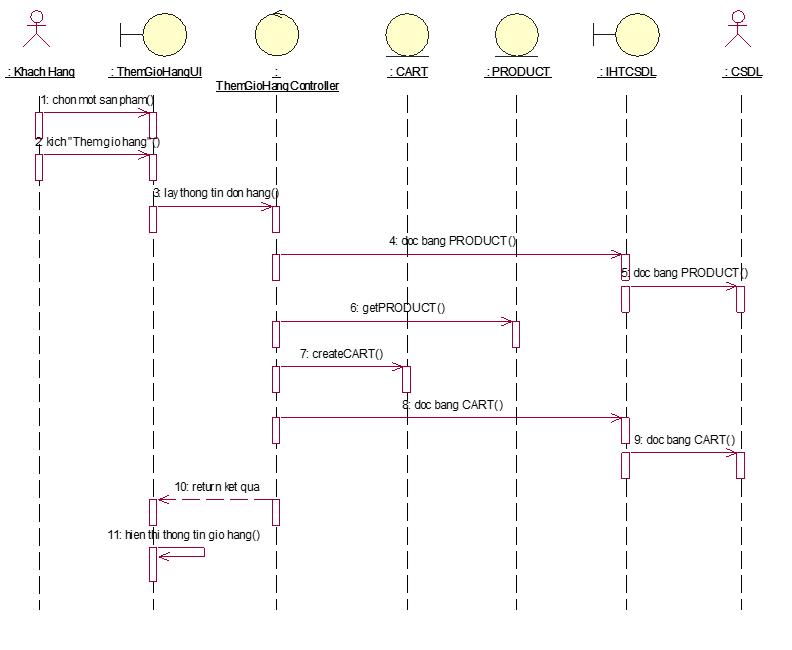 : Khach Hang
: ThemGioHangUI
:
ThemGioHang Controller
: CART
: PRODUCT
: IHTCSDL
: CSDL
1: chon mot san pham()
2: kich "Them gio hang"()
3: lay thong tin don hang()
4: doc bang PRODUCT()
5: doc bang PRODUCT()
6: getPRODUCT()
7: createCART()
8: doc bang CART()
9: doc bang CART()
10: return ket qua
11: hien thi thong tin gio hang()